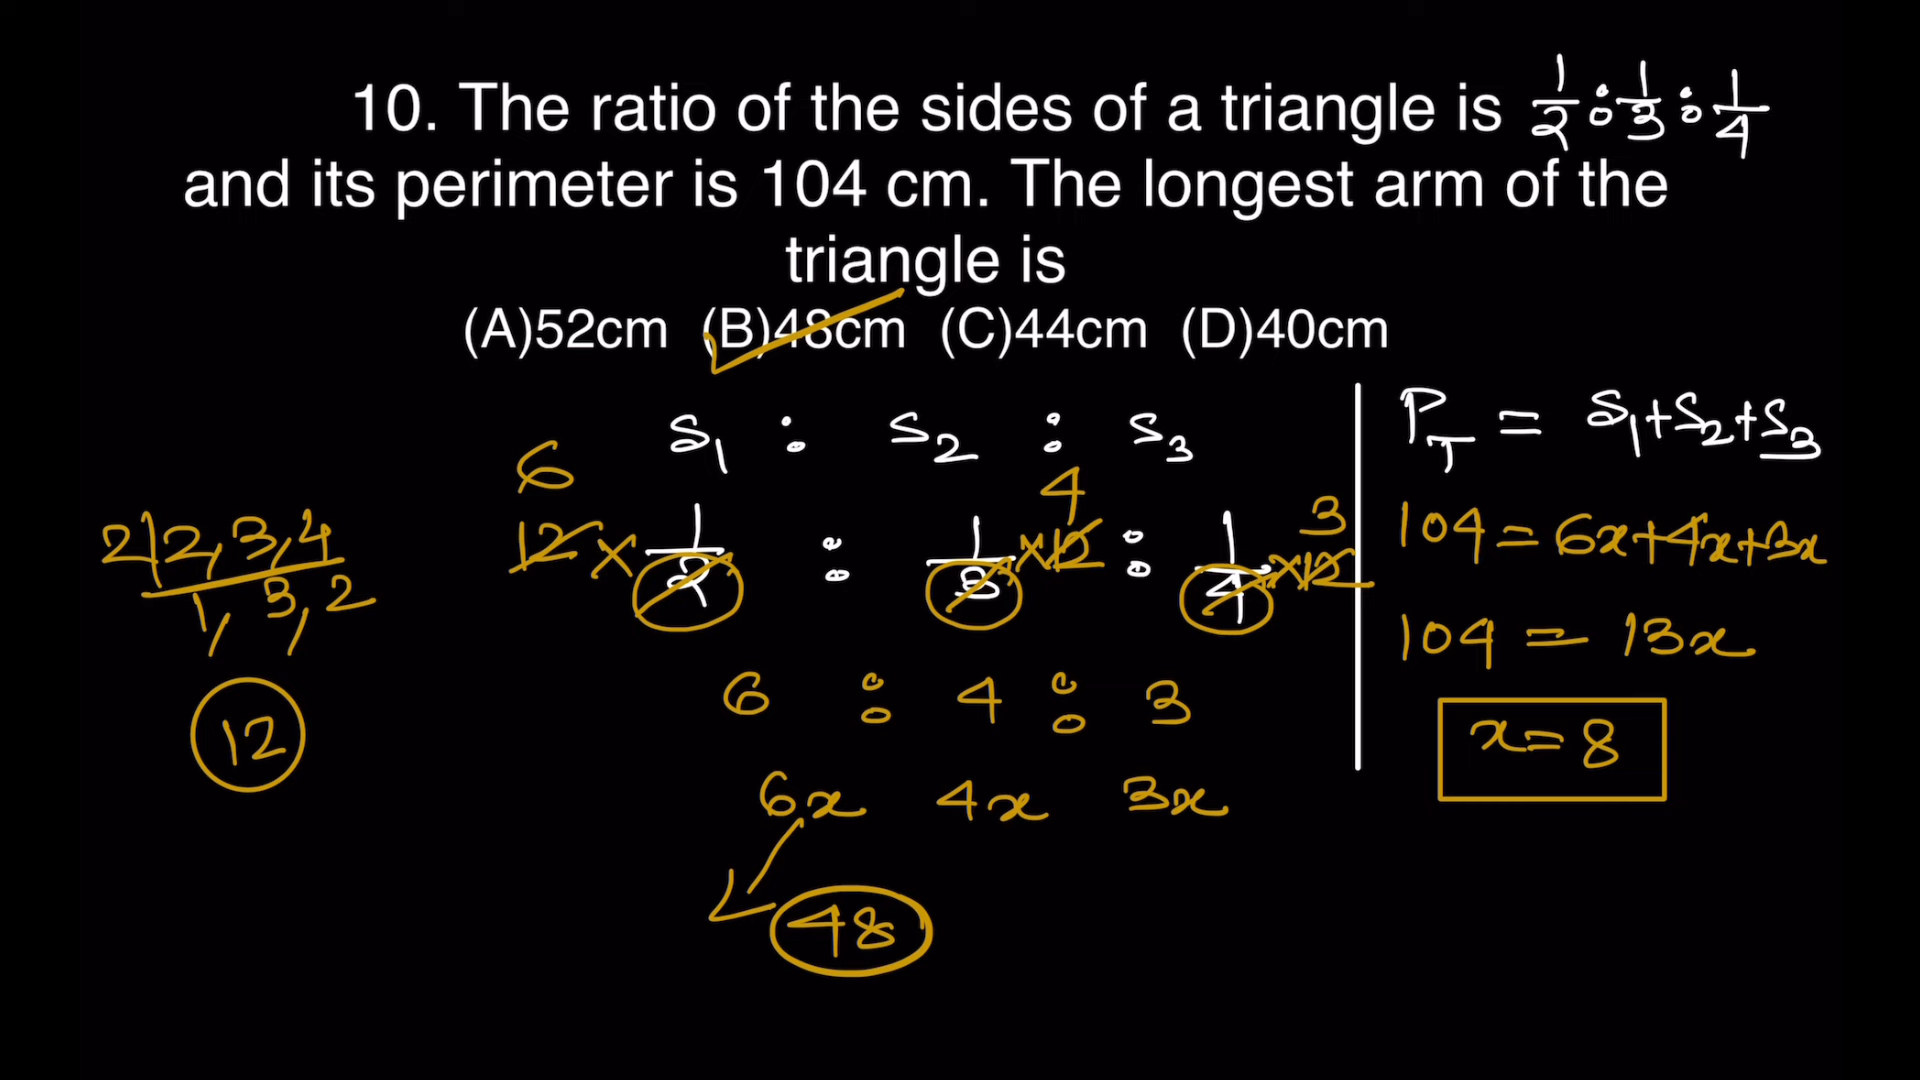 10. The ratio of the sides of a triangle is 1/2 : 1/3 : 1/4
and its perimeter is 104 cm. The longest arm of the
triangle is
(A)52cm (B)48cm (C)44cm (D)40cm
S1 : S2 : S3
PT = S1+S2+S3
6 4 3
2|2,3,4
12 × 1/2 : 1/3 ×12 : 1/4 ×12
104 = 6x+4x+3x
1, 3, 2
104 = 13x
12
6 : 4 : 3
x = 8
6x 4x 3x
48